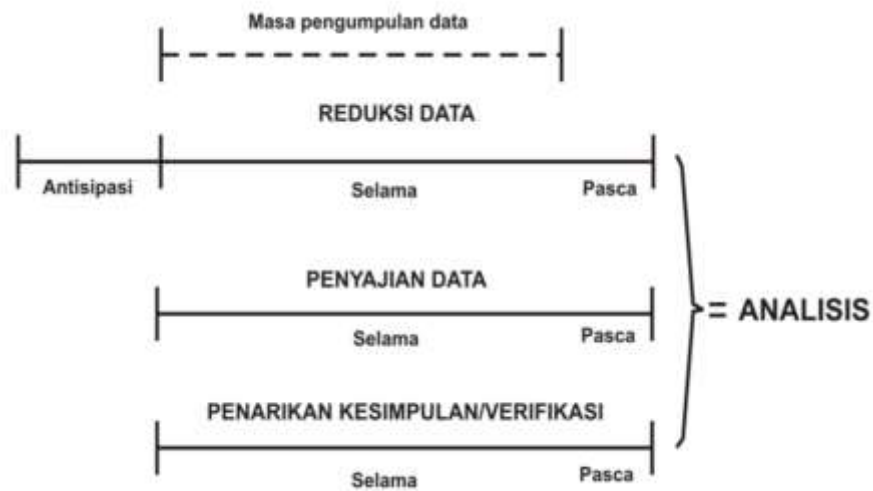 Masa pengumpulan data
REDUKSI DATA
Antisipasi Selama Pasca
PENYAJIAN DATA
= ANALISIS
Selama Pasca
PENARIKAN KESIMPULAN/VERIFIKASI
Selama Pasca